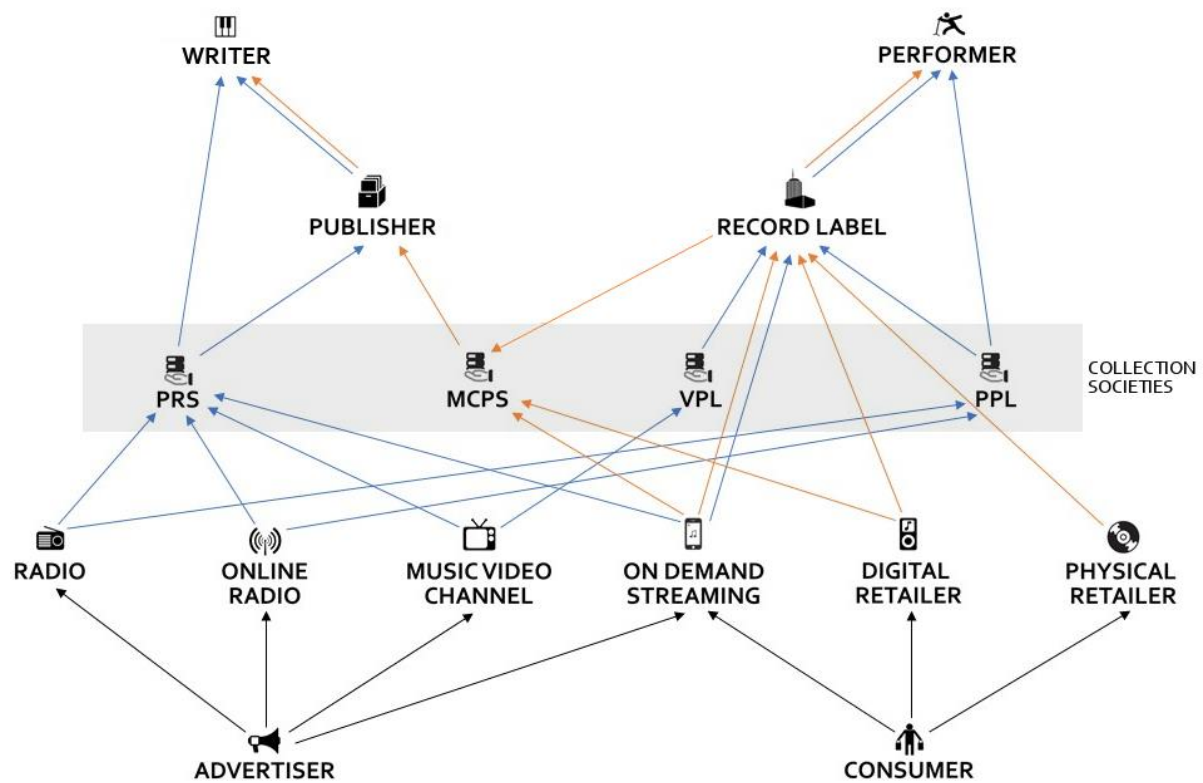 WRITER
PERFORMER
PUBLISHER
RECORD LABEL
PRS
MCPS
VPL
PPL
COLLECTION
SOCIETIES
RADIO
ONLINE
RADIO
MUSIC VIDEO
CHANNEL
ON DEMAND
STREAMING
DIGITAL
RETAILER
PHYSICAL
RETAILER
ADVERTISER
CONSUMER